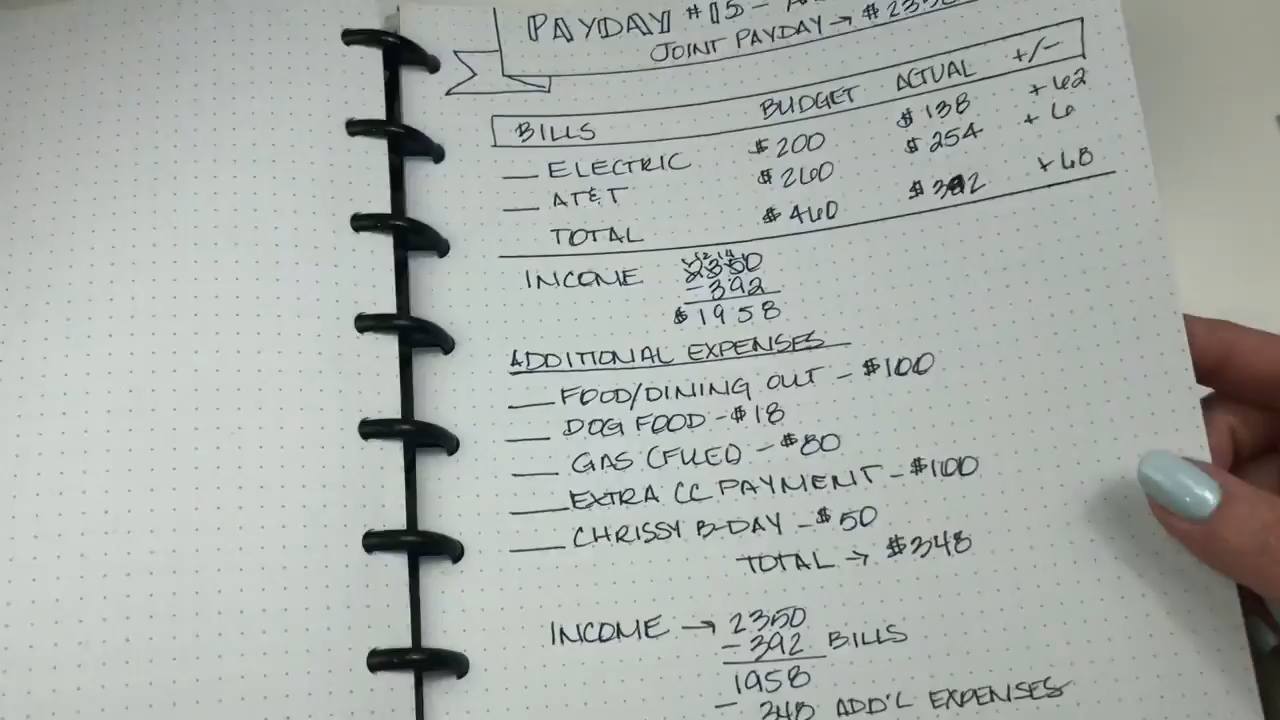 PAYDAY #15 -
JOINT PAYDAY → $2350
BILLS BUDGET ACTUAL +/-
ELECTRIC $200 $138 +62
AT&T $260 $254 +6
TOTAL $460 $392 +68
INCOME 2350
- 392
$1958
ADDITIONAL EXPENSES
FOOD/DINING OUT - $100
DOG FOOD - $18
GAS (FUEL) - $80
EXTRA CC PAYMENT - $100
CHRISSY B-DAY - $50
TOTAL → $348
INCOME → 2350
- 392 BILLS
1958
- 348 ADD'L EXPENSES